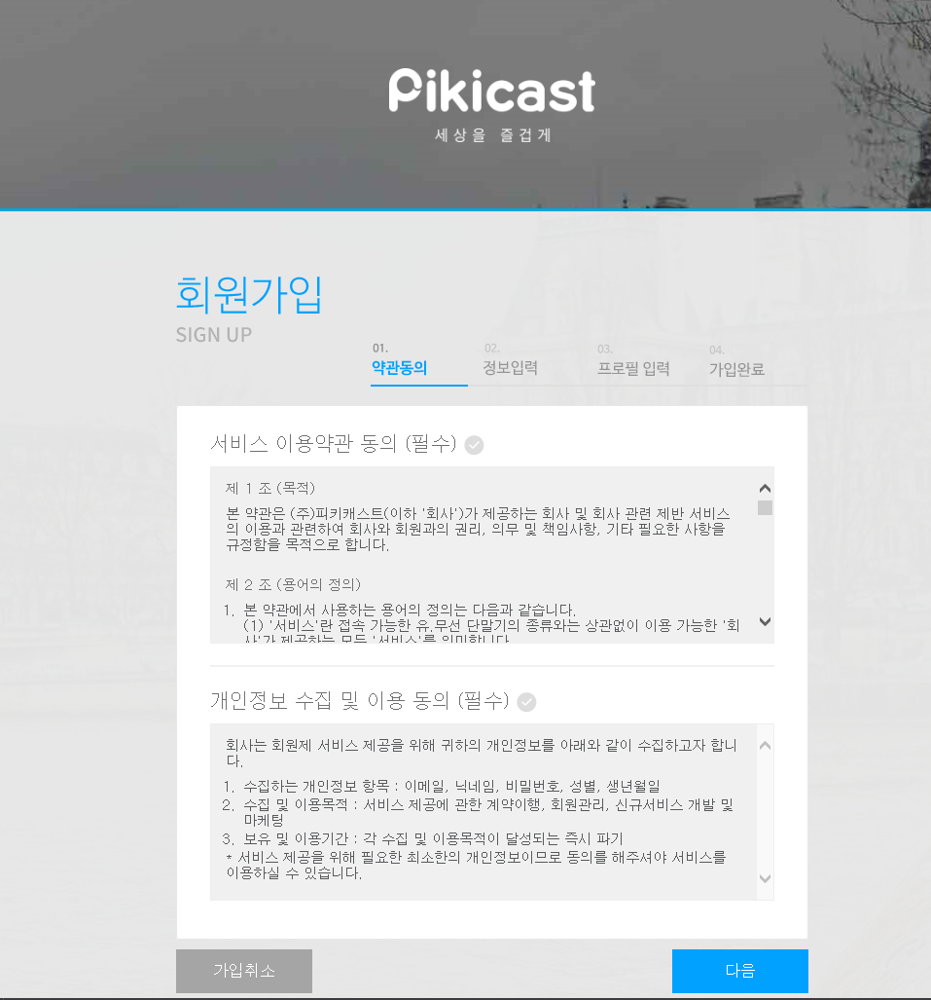 Pikicast
세상을 즐겁게
회원가입
SIGN UP
01. 02. 03. 04.
약관동의 정보입력 프로필 입력 가입완료
서비스 이용약관 동의 (필수)
제 1 조 (목적)
본 약관은 (주)피키캐스트(이하 '회사')가 제공하는 회사 및 회사 관련 제반 서비스
의 이용과 관련하여 회사와 회원과의 권리, 의무 및 책임사항, 기타 필요한 사항을
규정함을 목적으로 합니다.
제 2 조 (용어의 정의)
1. 본 약관에서 사용하는 용어의 정의는 다음과 같습니다.
(1) '서비스'란 접속 가능한 유,무선 단말기의 종류와는 상관없이 이용 가능한 '회
사'가 제공하는 모든 '서비스'를 의미합니다
개인정보 수집 및 이용 동의 (필수)
회사는 회원제 서비스 제공을 위해 귀하의 개인정보를 아래와 같이 수집하고자 합니
다.
1. 수집하는 개인정보 항목 : 이메일, 닉네임, 비밀번호, 성별, 생년월일
2. 수집 및 이용목적 : 서비스 제공에 관한 계약이행, 회원관리, 신규서비스 개발 및
마케팅
3. 보유 및 이용기간 : 각 수집 및 이용목적이 달성되는 즉시 파기
* 서비스 제공을 위해 필요한 최소한의 개인정보이므로 동의를 해주셔야 서비스를
이용하실 수 있습니다.
가입취소 다음